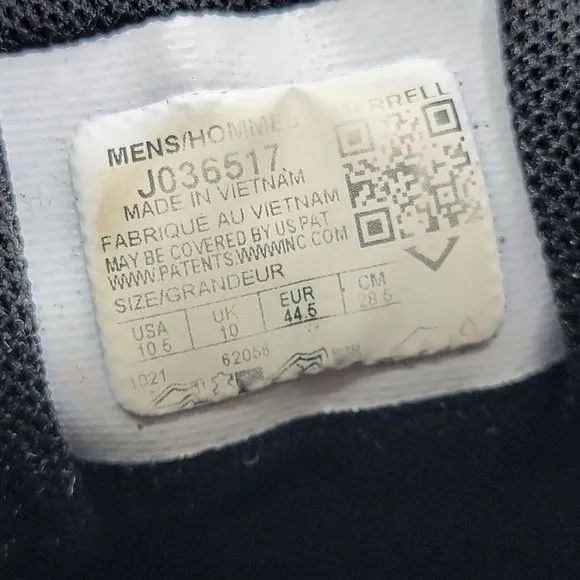 MENS/HOMMES MERRELL
J036517
MADE IN VIETNAM
FABRIQUÉ AU VIETNAM
MAY BE COVERED BY US PAT
WWW.PATENTS.WWWINC.COM
SIZE/GRANDEUR
USA UK EUR CM
10.5 10 44.5 28.5
1021 62056